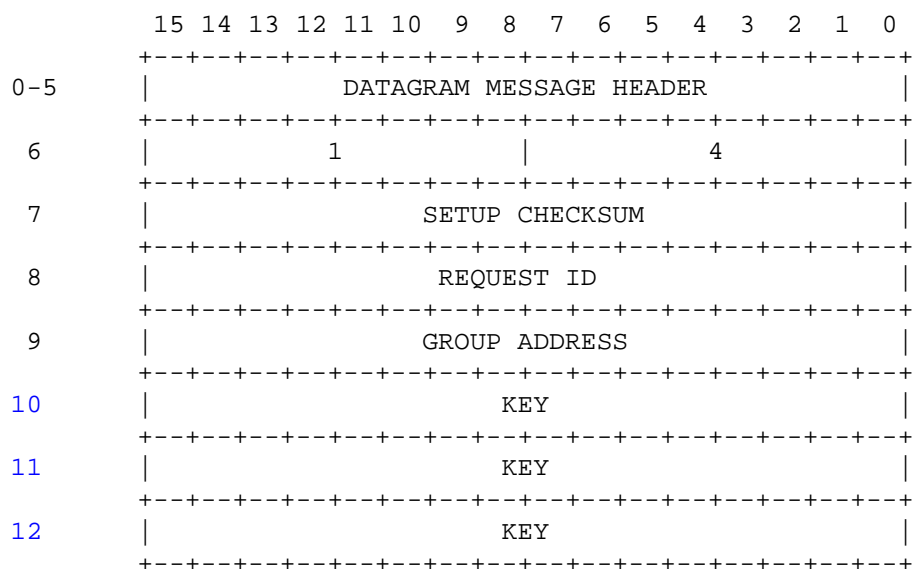 15 14 13 12 11 10 9 8 7 6 5 4 3 2 1 0
+--+--+--+--+--+--+--+--+--+--+--+--+--+--+--+--+
0-5 | DATAGRAM MESSAGE HEADER |
+--+--+--+--+--+--+--+--+--+--+--+--+--+--+--+--+
6 | 1 | 4 |
+--+--+--+--+--+--+--+--+--+--+--+--+--+--+--+--+
7 | SETUP CHECKSUM |
+--+--+--+--+--+--+--+--+--+--+--+--+--+--+--+--+
8 | REQUEST ID |
+--+--+--+--+--+--+--+--+--+--+--+--+--+--+--+--+
9 | GROUP ADDRESS |
+--+--+--+--+--+--+--+--+--+--+--+--+--+--+--+--+
10 | KEY |
+--+--+--+--+--+--+--+--+--+--+--+--+--+--+--+--+
11 | KEY |
+--+--+--+--+--+--+--+--+--+--+--+--+--+--+--+--+
12 | KEY |
+--+--+--+--+--+--+--+--+--+--+--+--+--+--+--+--+